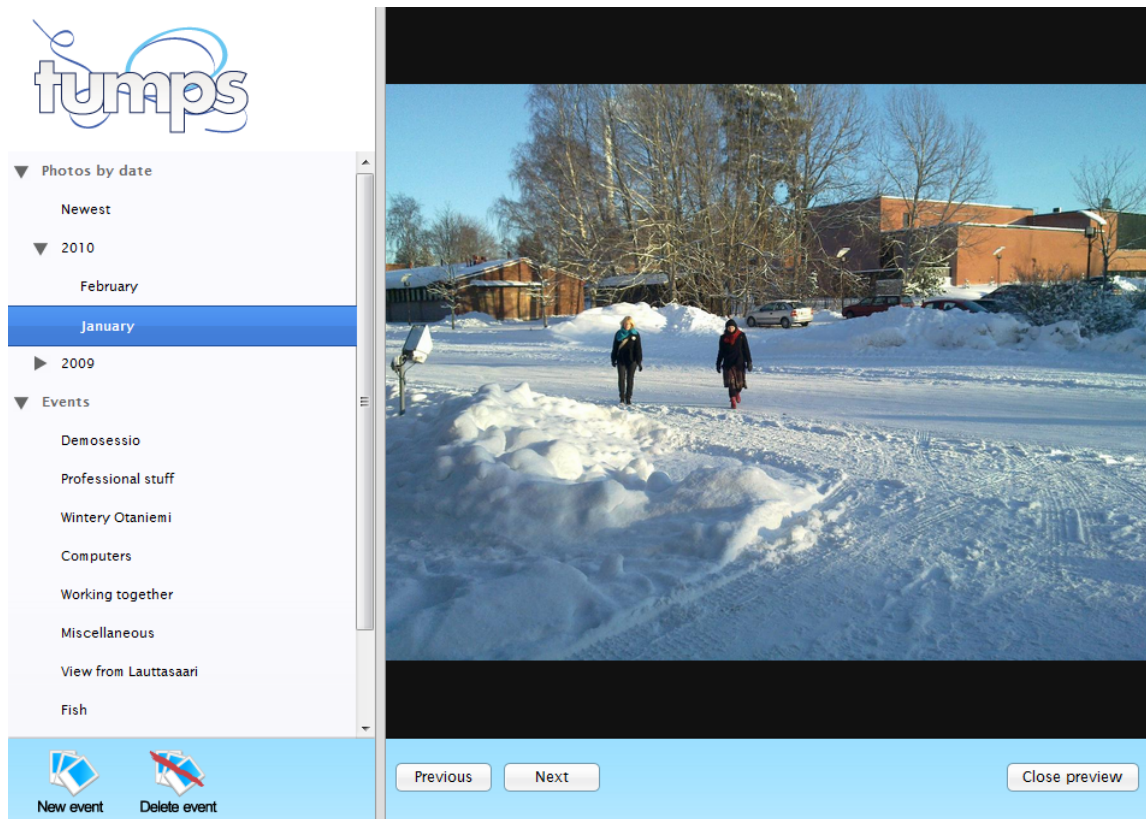 tumps
Photos by date
Newest
2010
February
January
2009
Events
Demosessio
Professional stuff
Wintery Otaniemi
Computers
Working together
Miscellaneous
View from Lauttasaari
Fish
New event
Delete event
Previous
Next
Close preview